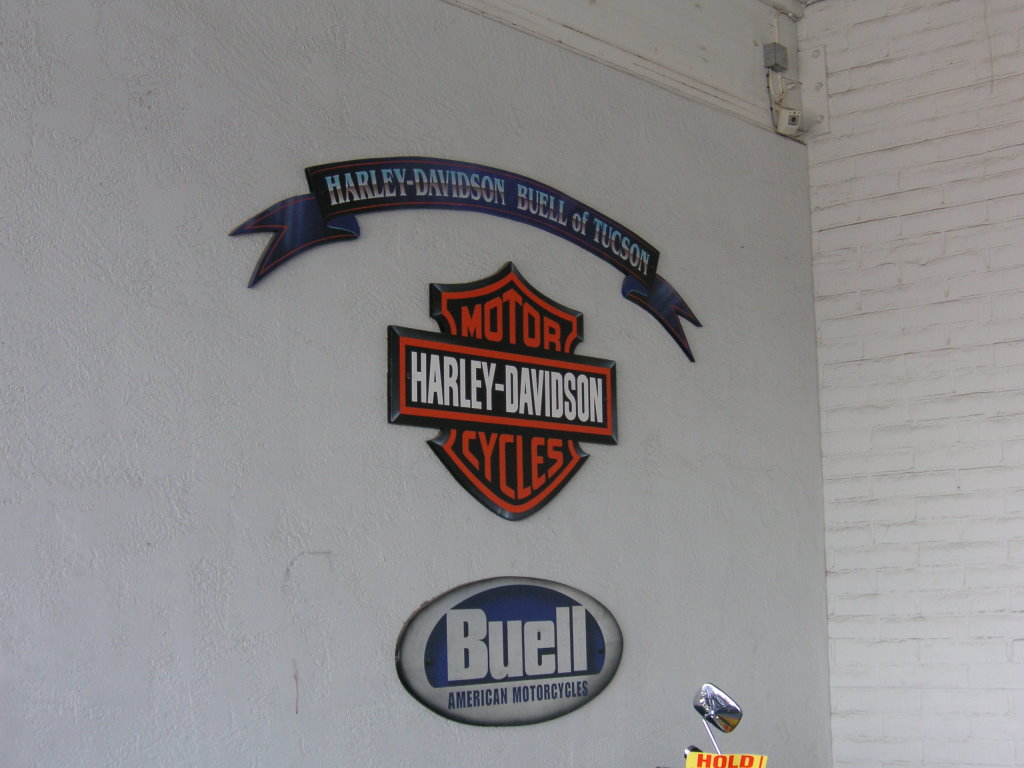 HARLEY-DAVIDSON BUELL of TUCSON
MOTOR
HARLEY-DAVIDSON
CYCLES
Buell
AMERICAN MOTORCYCLES
HOLD!